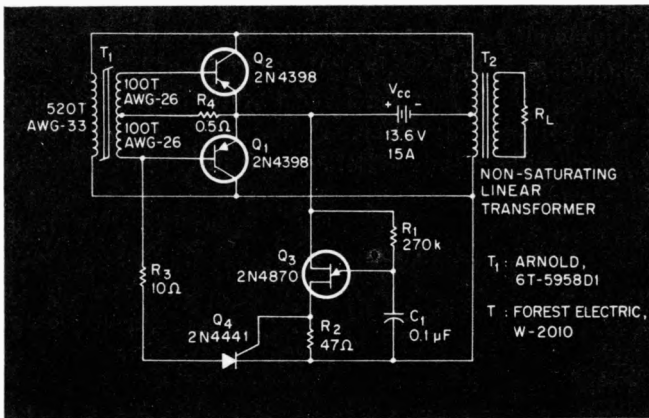 T1
Q2
2N4398
100T
AWG-26
R4
0.5Ω
520T
AWG-33
100T
AWG-26
Q1
2N4398
VCC
+ -
13.6 V
15A
T2
RL
NON-SATURATING
LINEAR
TRANSFORMER
R1
270k
Q3
2N4870
R3
10Ω
Q4
2N4441
R2
47Ω
C1
0.1µF
T1: ARNOLD,
6T-5958D1
T : FOREST ELECTRIC,
W-2010